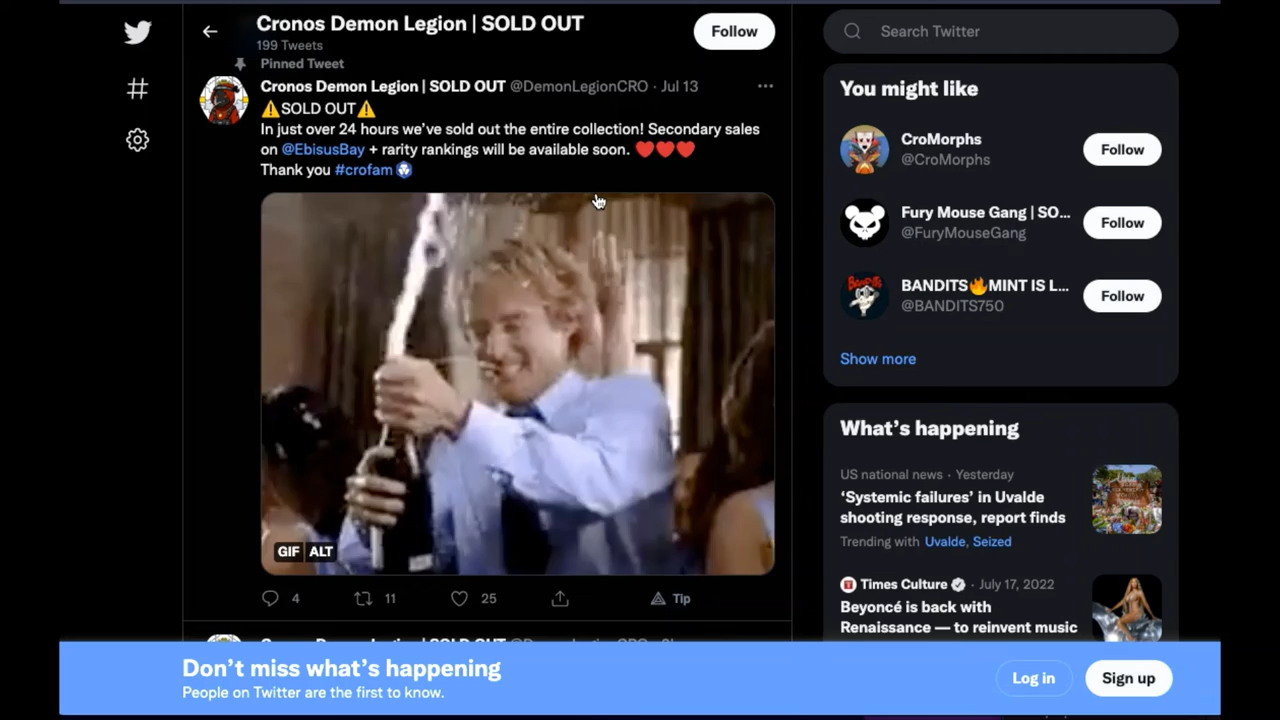 Cronos Demon Legion | SOLD OUT
199 Tweets
Follow
Pinned Tweet
Cronos Demon Legion | SOLD OUT @DemonLegionCRO · Jul 13
⚠️SOLD OUT⚠️
In just over 24 hours we've sold out the entire collection! Secondary sales
on @EbisusBay + rarity rankings will be available soon. ❤️❤️❤️
Thank you #crofam
GIF ALT
4 11 25 Tip
Search Twitter
You might like
CroMorphs
@CroMorphs
Follow
Fury Mouse Gang | SO...
@FuryMouseGang
Follow
BANDITS🔥MINT IS L...
@BANDITS750
Follow
Show more
What's happening
US national news · Yesterday
‘Systemic failures’ in Uvalde
shooting response, report finds
Trending with Uvalde, Seized
Times Culture · July 17, 2022
Beyoncé is back with
Renaissance — to reinvent music
Don't miss what's happening
People on Twitter are the first to know.
Log in
Sign up